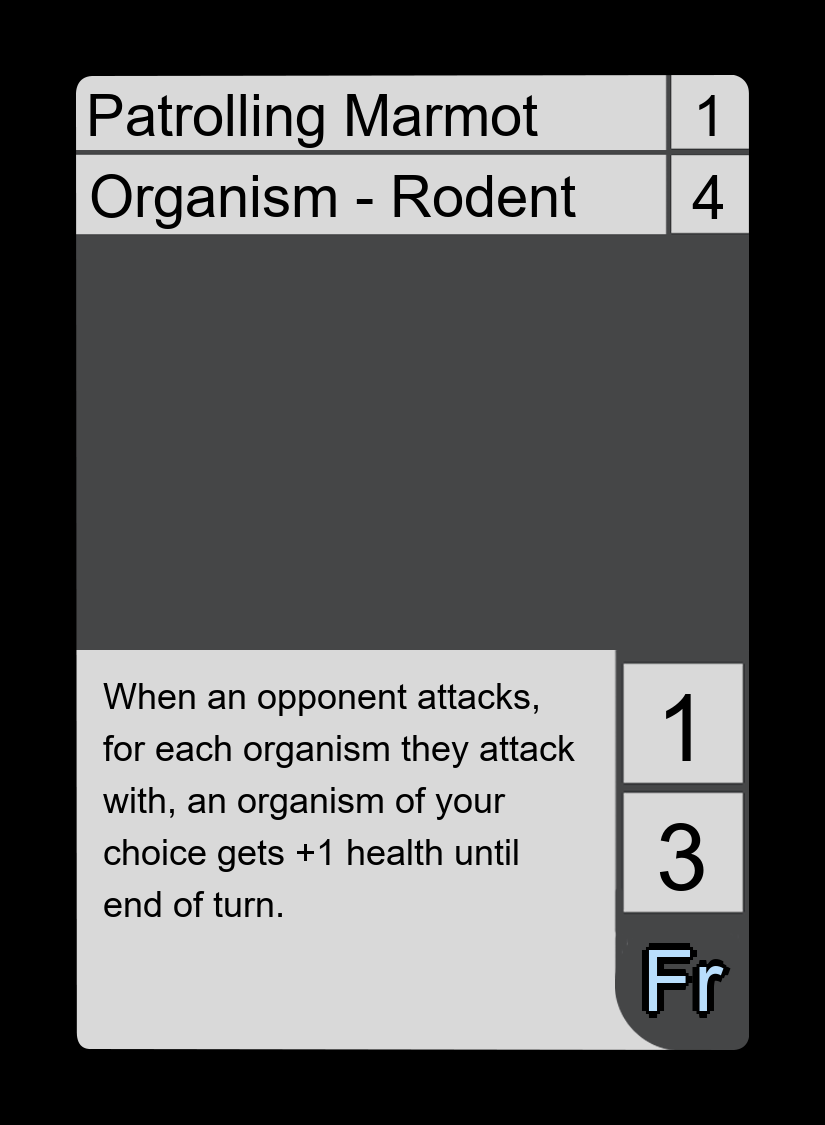 Patrolling Marmot 1
Organism - Rodent 4
When an opponent attacks,
for each organism they attack
with, an organism of your
choice gets +1 health until
end of turn.
1
3
Fr